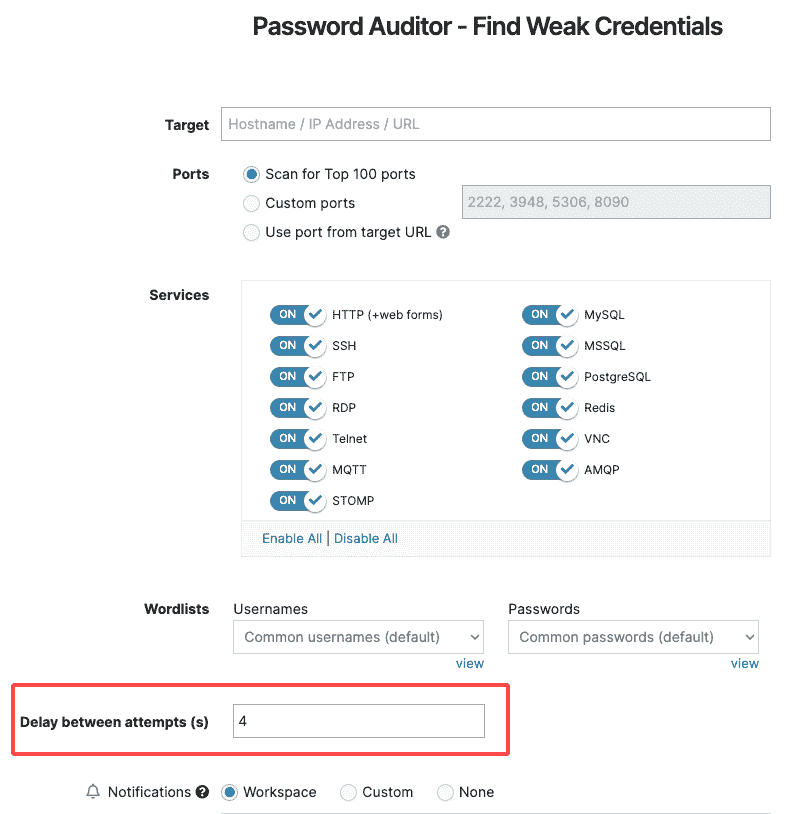 Password Auditor - Find Weak Credentials
Target Hostname / IP Address / URL
Ports Scan for Top 100 ports
Custom ports 2222, 3948, 5306, 8090
Use port from target URL ?
Services
ON HTTP (+web forms) ON MySQL
ON SSH ON MSSQL
ON FTP ON PostgreSQL
ON RDP ON Redis
ON Telnet ON VNC
ON MQTT ON AMQP
ON STOMP
Enable All | Disable All
Wordlists Usernames Passwords
Common usernames (default) Common passwords (default)
view view
Delay between attempts (s) 4
Notifications ? Workspace Custom None